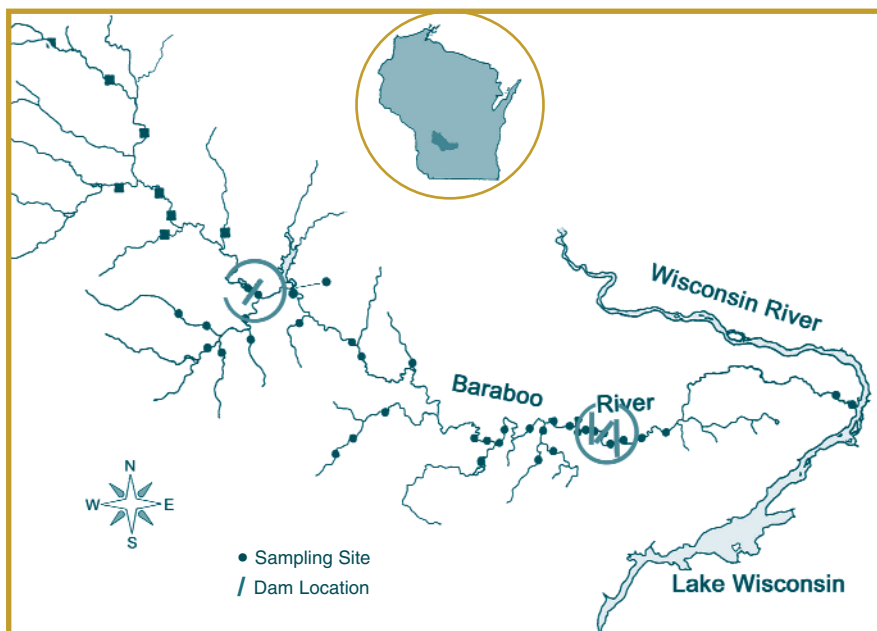 Wisconsin River
Baraboo
River
N
W
E
S
Sampling Site
Dam Location
Lake Wisconsin